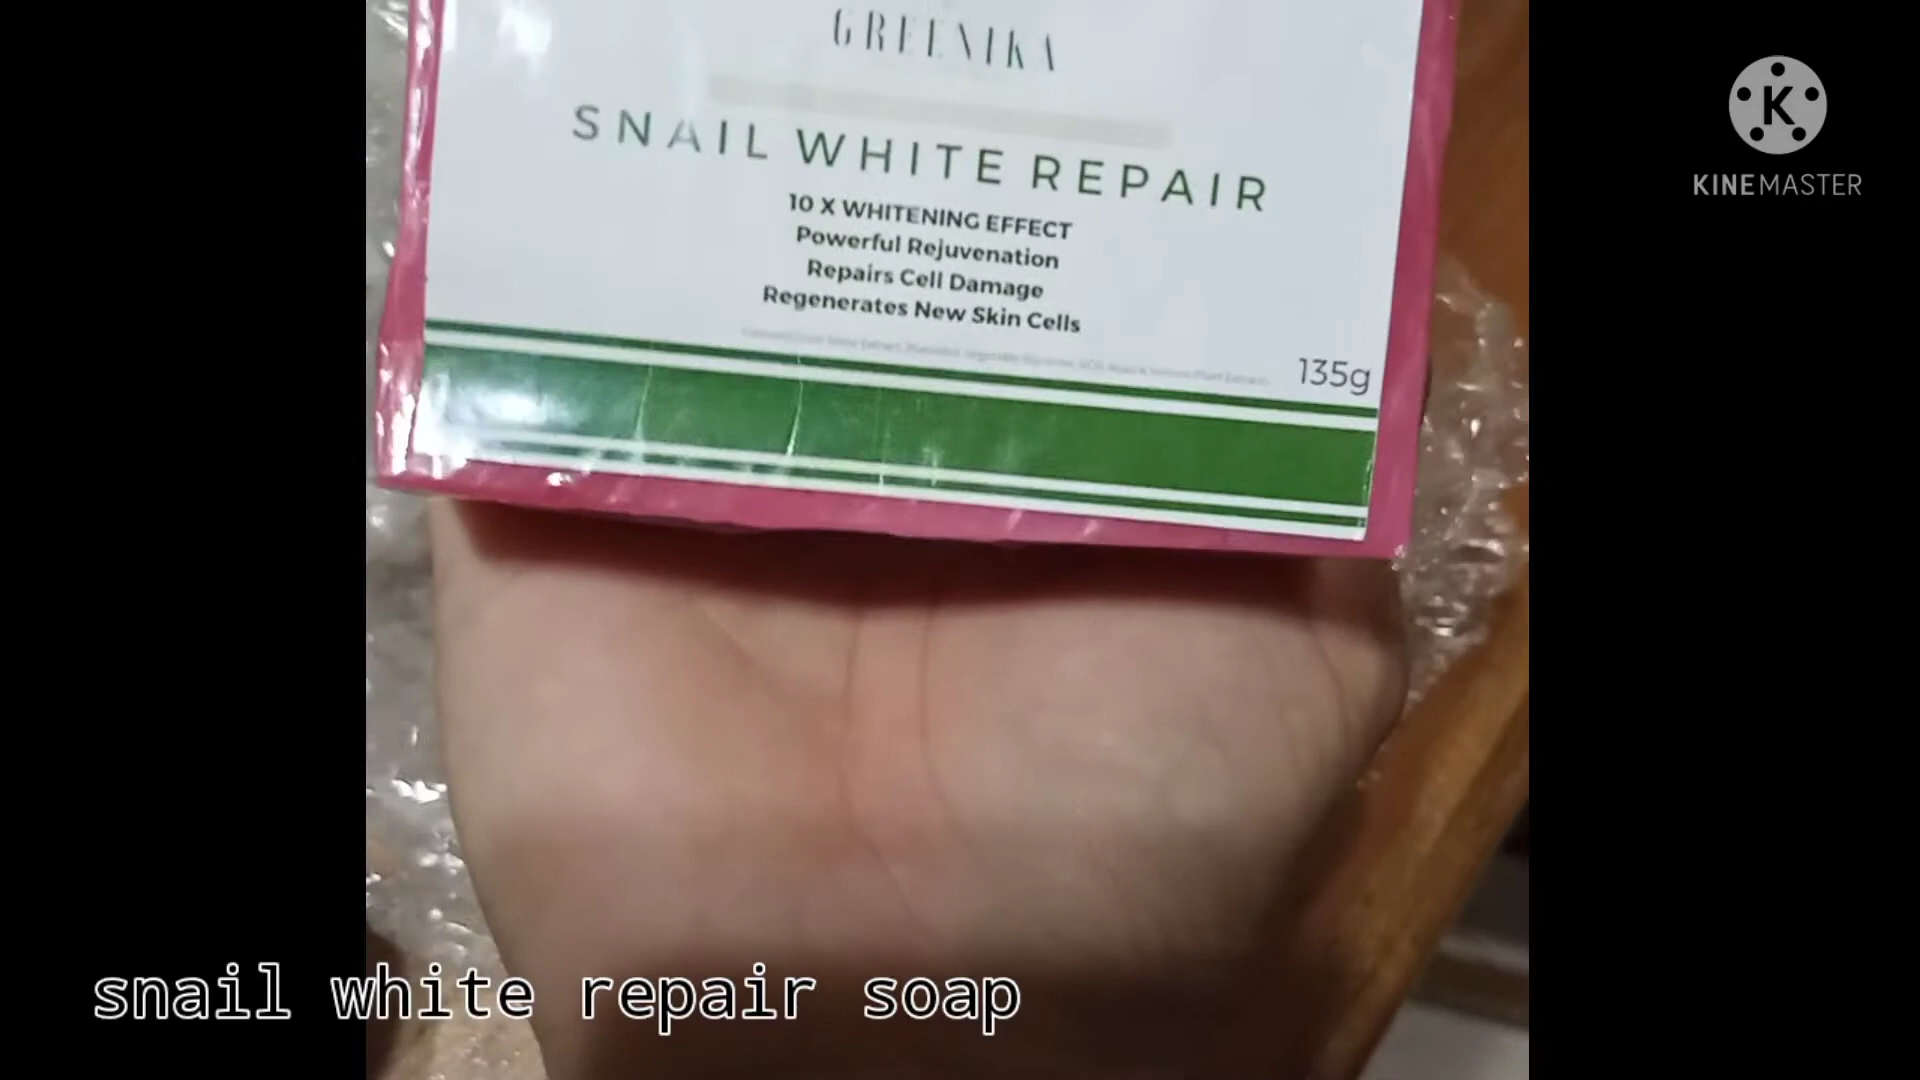 GREENIKA
SNAIL WHITE REPAIR
10 X WHITENING EFFECT
Powerful Rejuvenation
Repairs Cell Damage
Regenerates New Skin Cells
135g
K
KINEMASTER
snail white repair soap